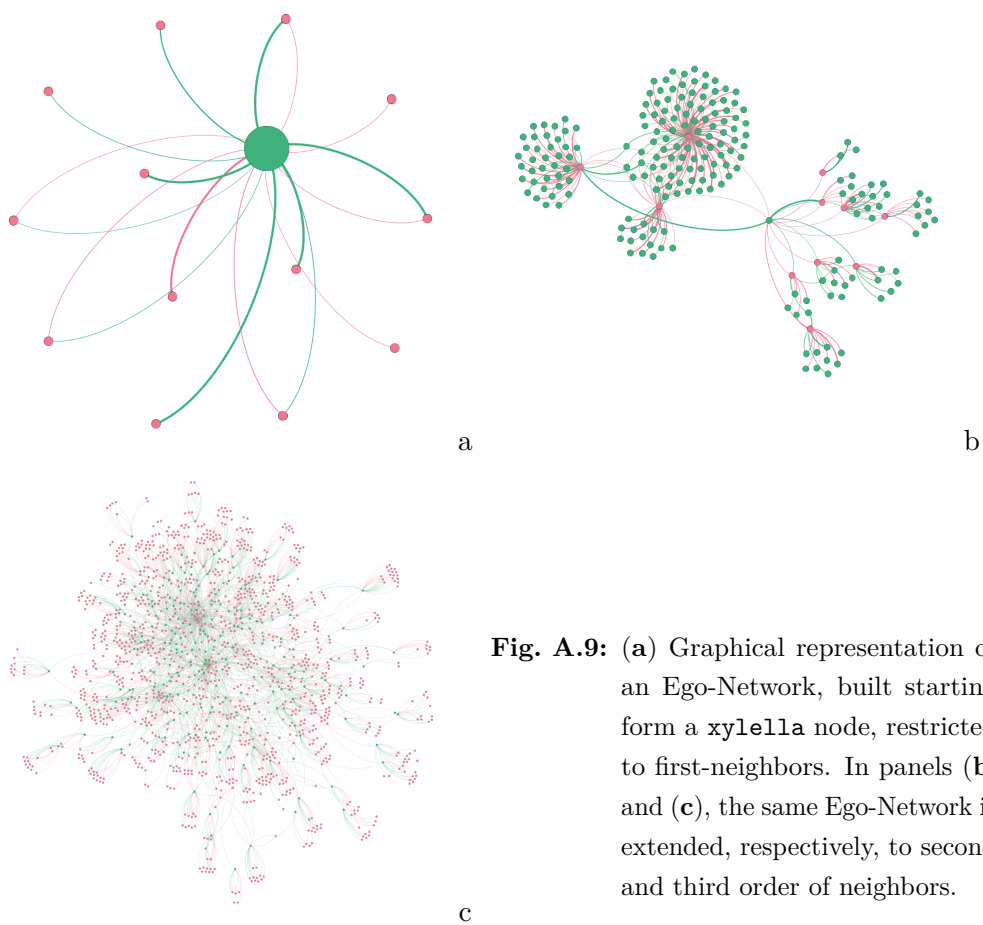 a
b
c
Fig. A.9: (a) Graphical representation o
an Ego-Network, built startin
form a xylella node, restricte
to first-neighbors. In panels (b
and (c), the same Ego-Network i
extended, respectively, to secon
and third order of neighbors.